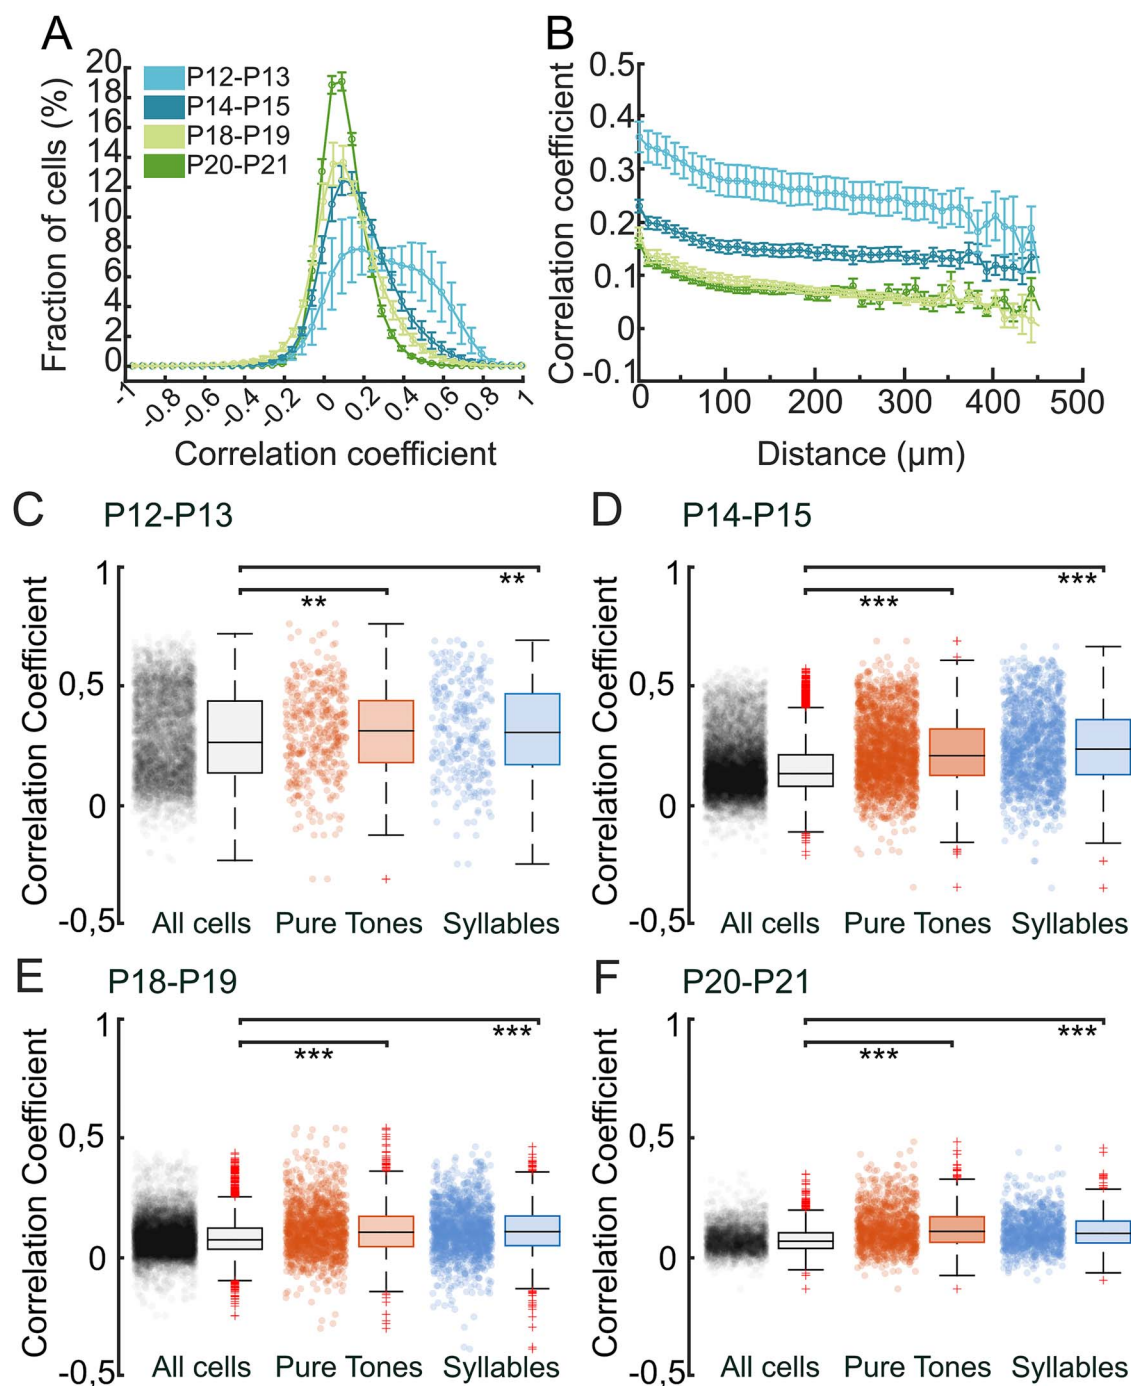 A
Fraction of cells (%)
20
18
16
14
12
10
8
6
4
2
0
P12-P13
P14-P15
P18-P19
P20-P21
-1
-0.8
-0.6
-0.4
-0.2
0
0.2
0.4
0.6
0.8
1
Correlation coefficient
B
Correlation coefficient
0.5
0.4
0.3
0.2
0.1
0
-0.1
0
100
200
300
400
500
Distance (µm)
C
P12-P13
Correlation Coefficient
1
0,5
0
-0,5
**
**
All cells
Pure Tones
Syllables
D
P14-P15
Correlation Coefficient
1
0,5
0
-0,5
***
***
All cells
Pure Tones
Syllables
E
P18-P19
Correlation Coefficient
1
0,5
0
-0,5
***
***
All cells
Pure Tones
Syllables
F
P20-P21
Correlation Coefficient
1
0,5
0
-0,5
***
***
All cells
Pure Tones
Syllables